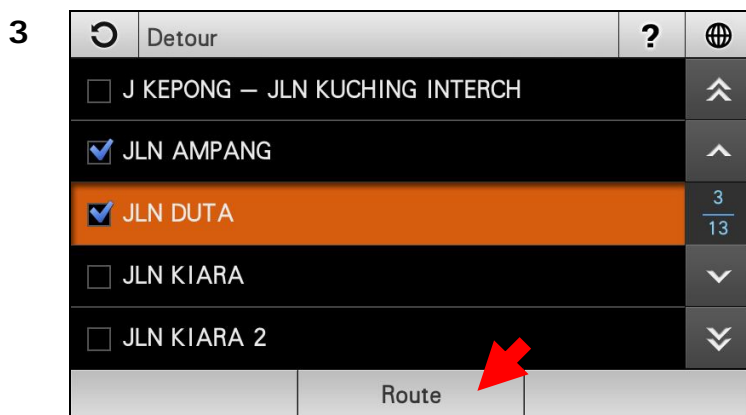 3
Detour ?
J KEPONG – JLN KUCHING INTERCH
JLN AMPANG
JLN DUTA
3
13
JLN KIARA
JLN KIARA 2
Route